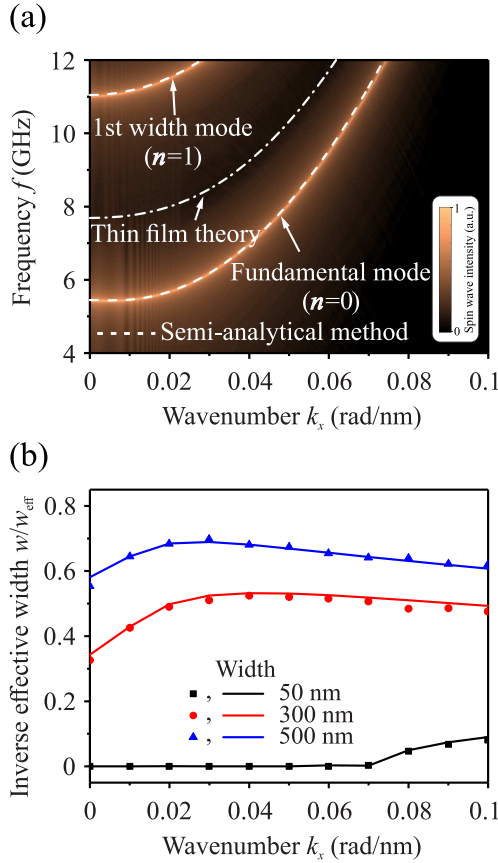 (a)
12
10
8
6
4
Frequency f (GHz)
1st width mode
(n=1)
Thin film theory
Fundamental mode
(n=0)
Semi-analytical method
1
0
Spin wave intensity (a.u.)
0
0.02
0.04
0.06
0.08
0.1
Wavenumber kx (rad/nm)
(b)
0.8
0.6
0.4
0.2
0
Inverse effective width w/weff
Width
, 50 nm
, 300 nm
, 500 nm
0
0.02
0.04
0.06
0.08
0.1
Wavenumber kx (rad/nm)